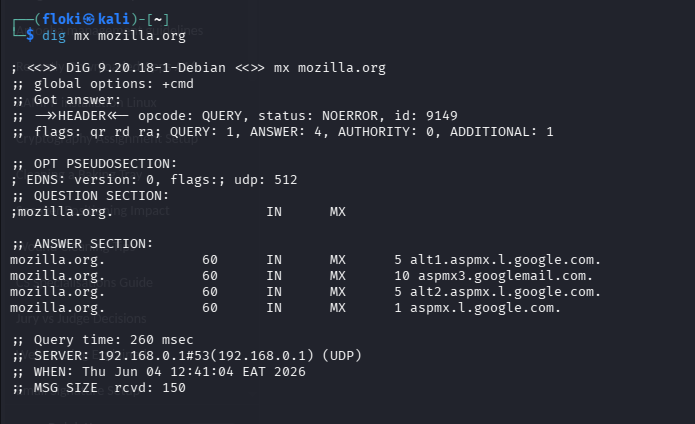 ┌──(floki㉿kali)-[~]
└─$ dig mx mozilla.org
; <<>> DiG 9.20.18-1-Debian <<>> mx mozilla.org
;; global options: +cmd
;; Got answer:
;; ->>HEADER<<- opcode: QUERY, status: NOERROR, id: 9149
;; flags: qr rd ra; QUERY: 1, ANSWER: 4, AUTHORITY: 0, ADDITIONAL: 1
;; OPT PSEUDOSECTION:
; EDNS: version: 0, flags:; udp: 512
;; QUESTION SECTION:
;mozilla.org. IN MX
;; ANSWER SECTION:
mozilla.org. 60 IN MX 5 alt1.aspmx.l.google.com.
mozilla.org. 60 IN MX 10 aspmx3.googlemail.com.
mozilla.org. 60 IN MX 5 alt2.aspmx.l.google.com.
mozilla.org. 60 IN MX 1 aspmx.l.google.com.
;; Query time: 260 msec
;; SERVER: 192.168.0.1#53(192.168.0.1) (UDP)
;; WHEN: Thu Jun 04 12:41:04 EAT 2026
;; MSG SIZE rcvd: 150